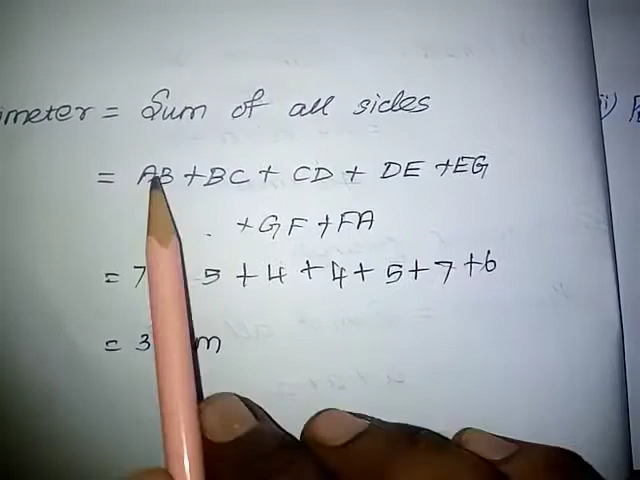 imeter = Sum of all sides
= AB + BC + CD + DE + EG
+ GF + FA
= 7 5 + 4 + 4 + 5 + 7 + 6
= 3 m
ii)